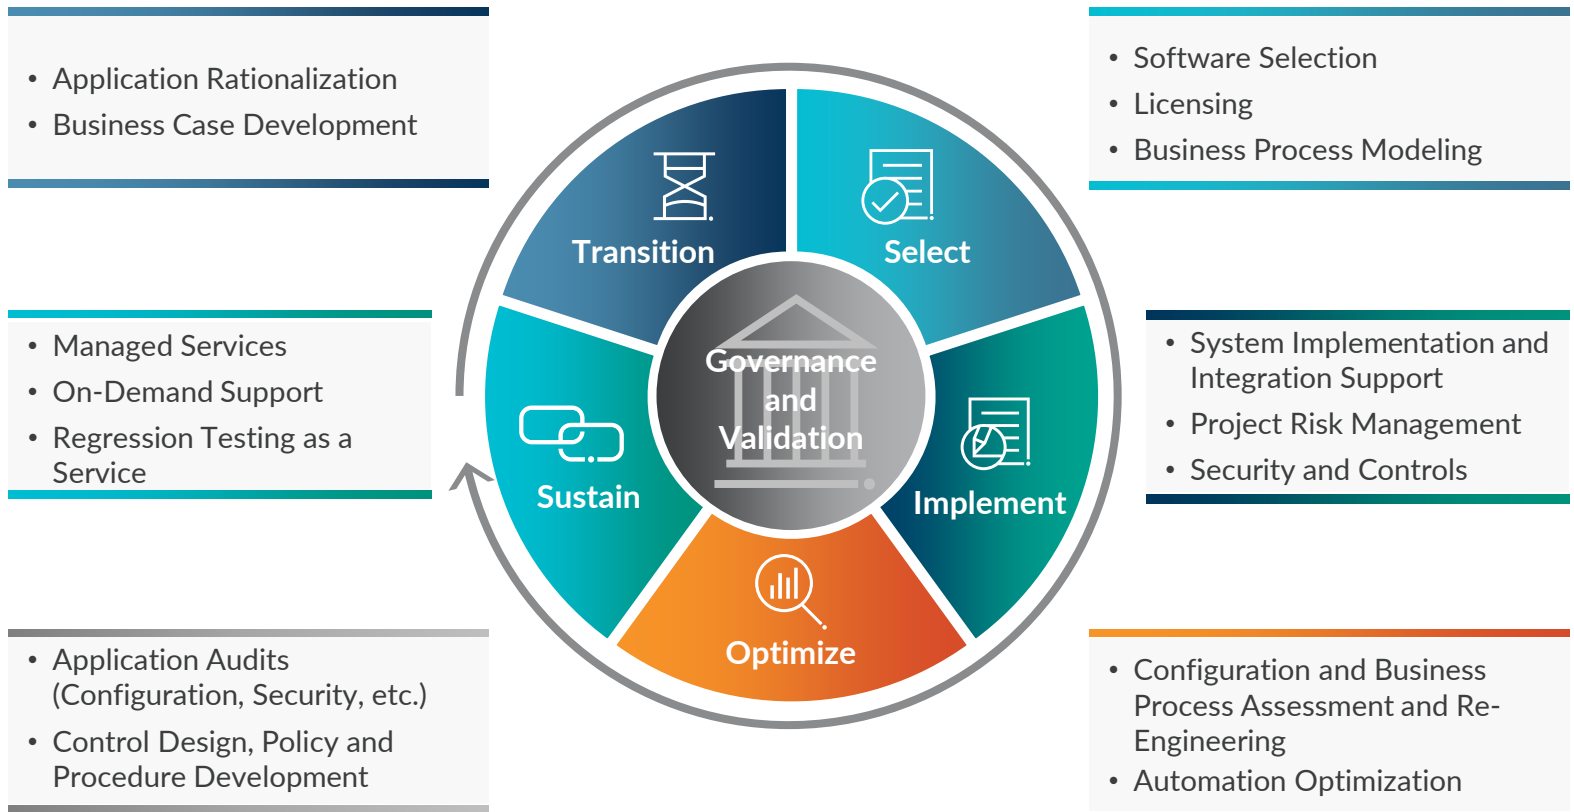 • Application Rationalization
• Business Case Development
• Software Selection
• Licensing
• Business Process Modeling
Transition
Select
Governance
and
Validation
• Managed Services
• On-Demand Support
• Regression Testing as a
Service
• System Implementation and
Integration Support
• Project Risk Management
• Security and Controls
Sustain
Implement
Optimize
• Application Audits
(Configuration, Security, etc.)
• Control Design, Policy and
Procedure Development
• Configuration and Business
Process Assessment and Re-
Engineering
• Automation Optimization